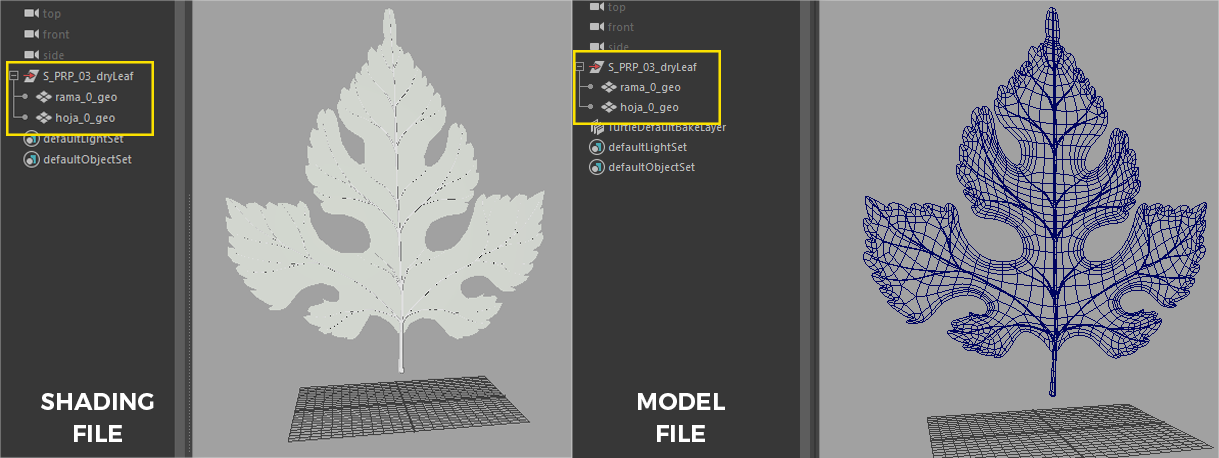 top
front
side
S_PRP_03_dryLeaf
rama_0_geo
hoja_0_geo
defaultLightSet
defaultObjectSet
SHADING
FILE
top
front
side
S_PRP_03_dryLeaf
rama_0_geo
hoja_0_geo
TurtleDefaultBakeLayer
defaultLightSet
defaultObjectSet
MODEL
FILE